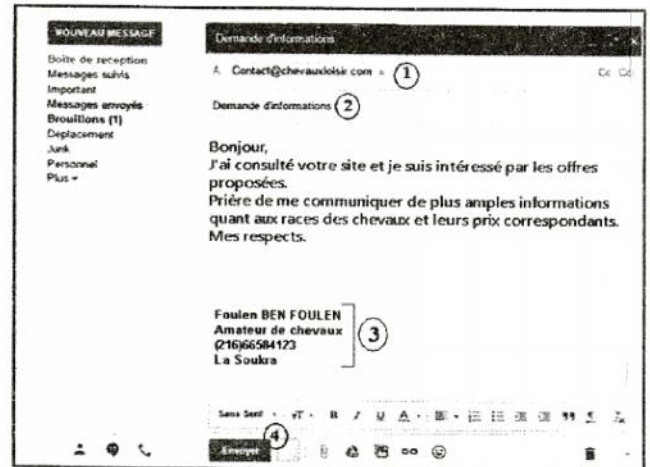 NOUVEAU MESSAGE
Boîte de reception
Messages suivis
Important
Messages envoyés
Brouillons (1)
Deplacement
Junk
Personnel
Plus
Demande d'informations
A Contact@chevauxloisir.com x 1
Cc
Demande d'informations 2
Bonjour,
J'ai consulté votre site et je suis intéressé par les offres
proposées.
Prière de me communiquer de plus amples informations
quant aux races des chevaux et leurs prix correspondants.
Mes respects.
Foulen BEN FOULEN
Amateur de chevaux
(216)66584123
La Soukra
3
Sans Serif
4
Envoyer